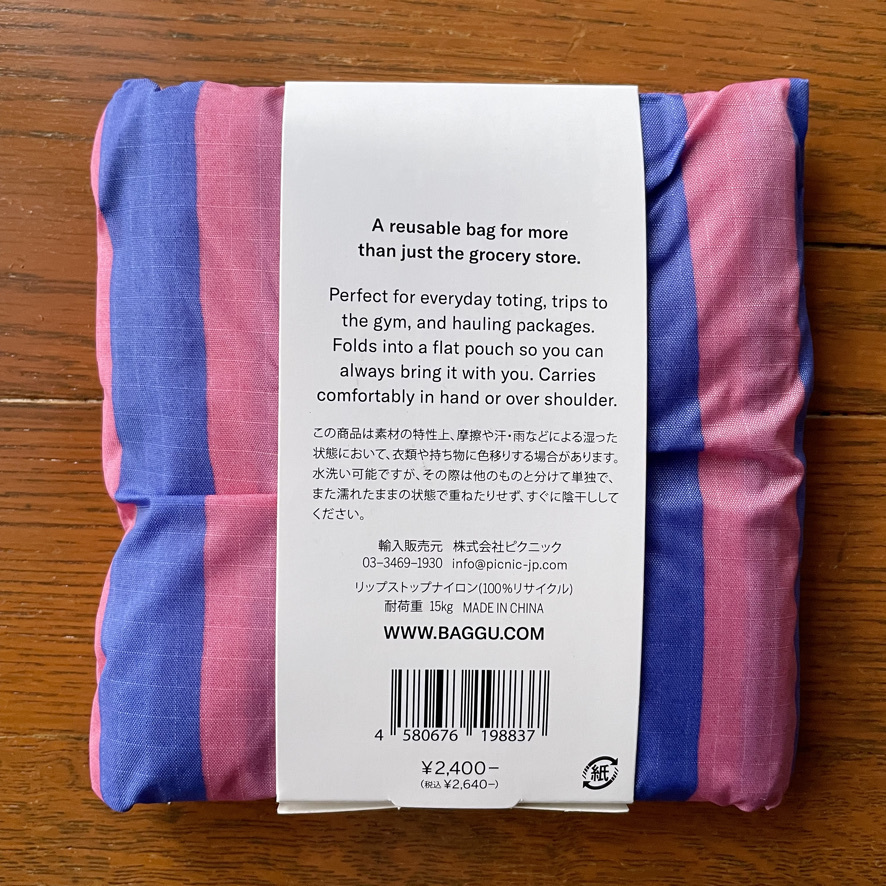 A reusable bag for more
than just the grocery store.
Perfect for everyday toting, trips to
the gym, and hauling packages.
Folds into a flat pouch so you can
always bring it with you. Carries
comfortably in hand or over shoulder.
この商品は素材の特性上、摩擦や汗・雨などによる湿った
状態において、衣類や持ち物に色移りする場合があります。
水洗い可能ですが、その際は他のものと分けて単独で、
また濡れたままの状態で重ねたりせず、すぐに陰干しして
ください。
輸入販売元 株式会社ピクニック
03-3469-1930 info@picnic-jp.com
リップストップナイロン(100%リサイクル)
耐荷重 15kg MADE IN CHINA
WWW.BAGGU.COM
4 580676 198837
¥2,400-
(税込 ¥2,640-)
紙